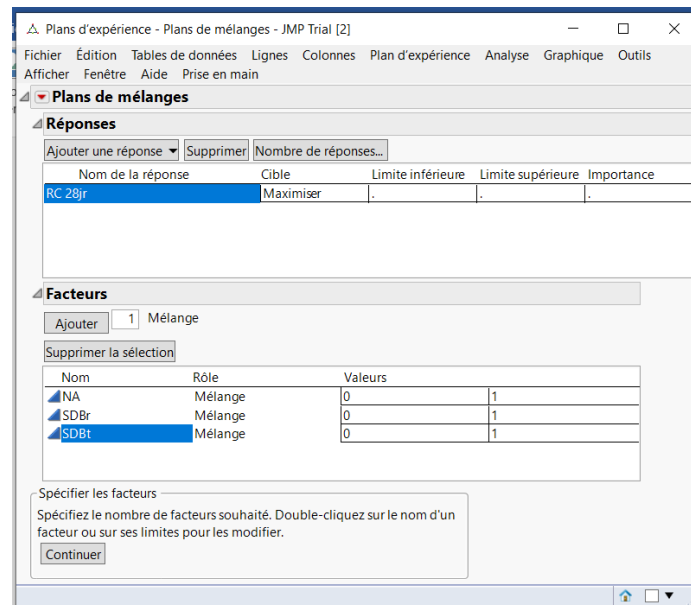 Plans d'expérience - Plans de mélanges - JMP Trial [2]
Fichier Édition Tables de données Lignes Colonnes Plan d'expérience Analyse Graphique Outils
Afficher Fenêtre Aide Prise en main
Plans de mélanges
Réponses
Ajouter une réponse Supprimer Nombre de réponses...
Nom de la réponse Cible Limite inférieure Limite supérieure Importance
RC 28jr Maximiser . . .
Facteurs
Ajouter 1 Mélange
Supprimer la sélection
Nom Rôle Valeurs
NA Mélange 0 1
SDBr Mélange 0 1
SDBt Mélange 0 1
Spécifier les facteurs
Spécifiez le nombre de facteurs souhaité. Double-cliquez sur le nom d'un
facteur ou sur ses limites pour les modifier.
Continuer